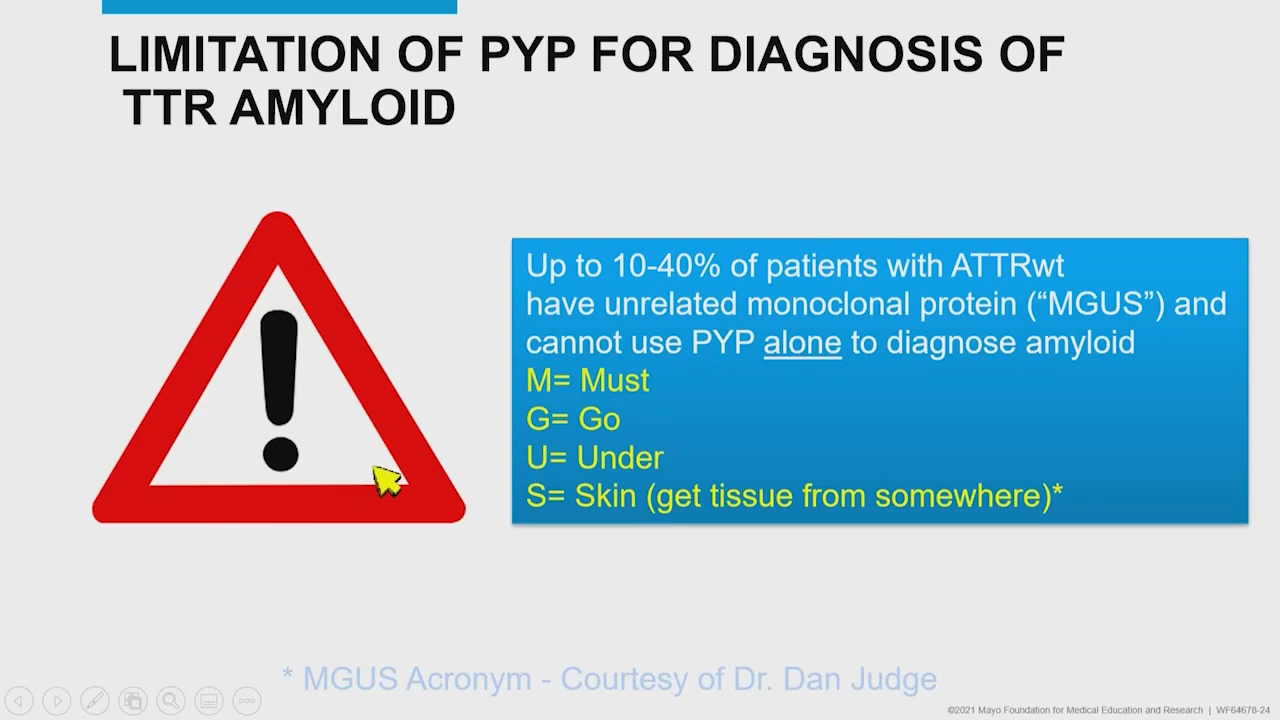 LIMITATION OF PYP FOR DIAGNOSIS OF
TTR AMYLOID
Up to 10-40% of patients with ATTRwt
have unrelated monoclonal protein (“MGUS”) and
cannot use PYP alone to diagnose amyloid
M= Must
G= Go
U= Under
S= Skin (get tissue from somewhere)*
* MGUS Acronym - Courtesy of Dr. Dan Judge
©2021 Mayo Foundation for Medical Education and Research | WF64678-24